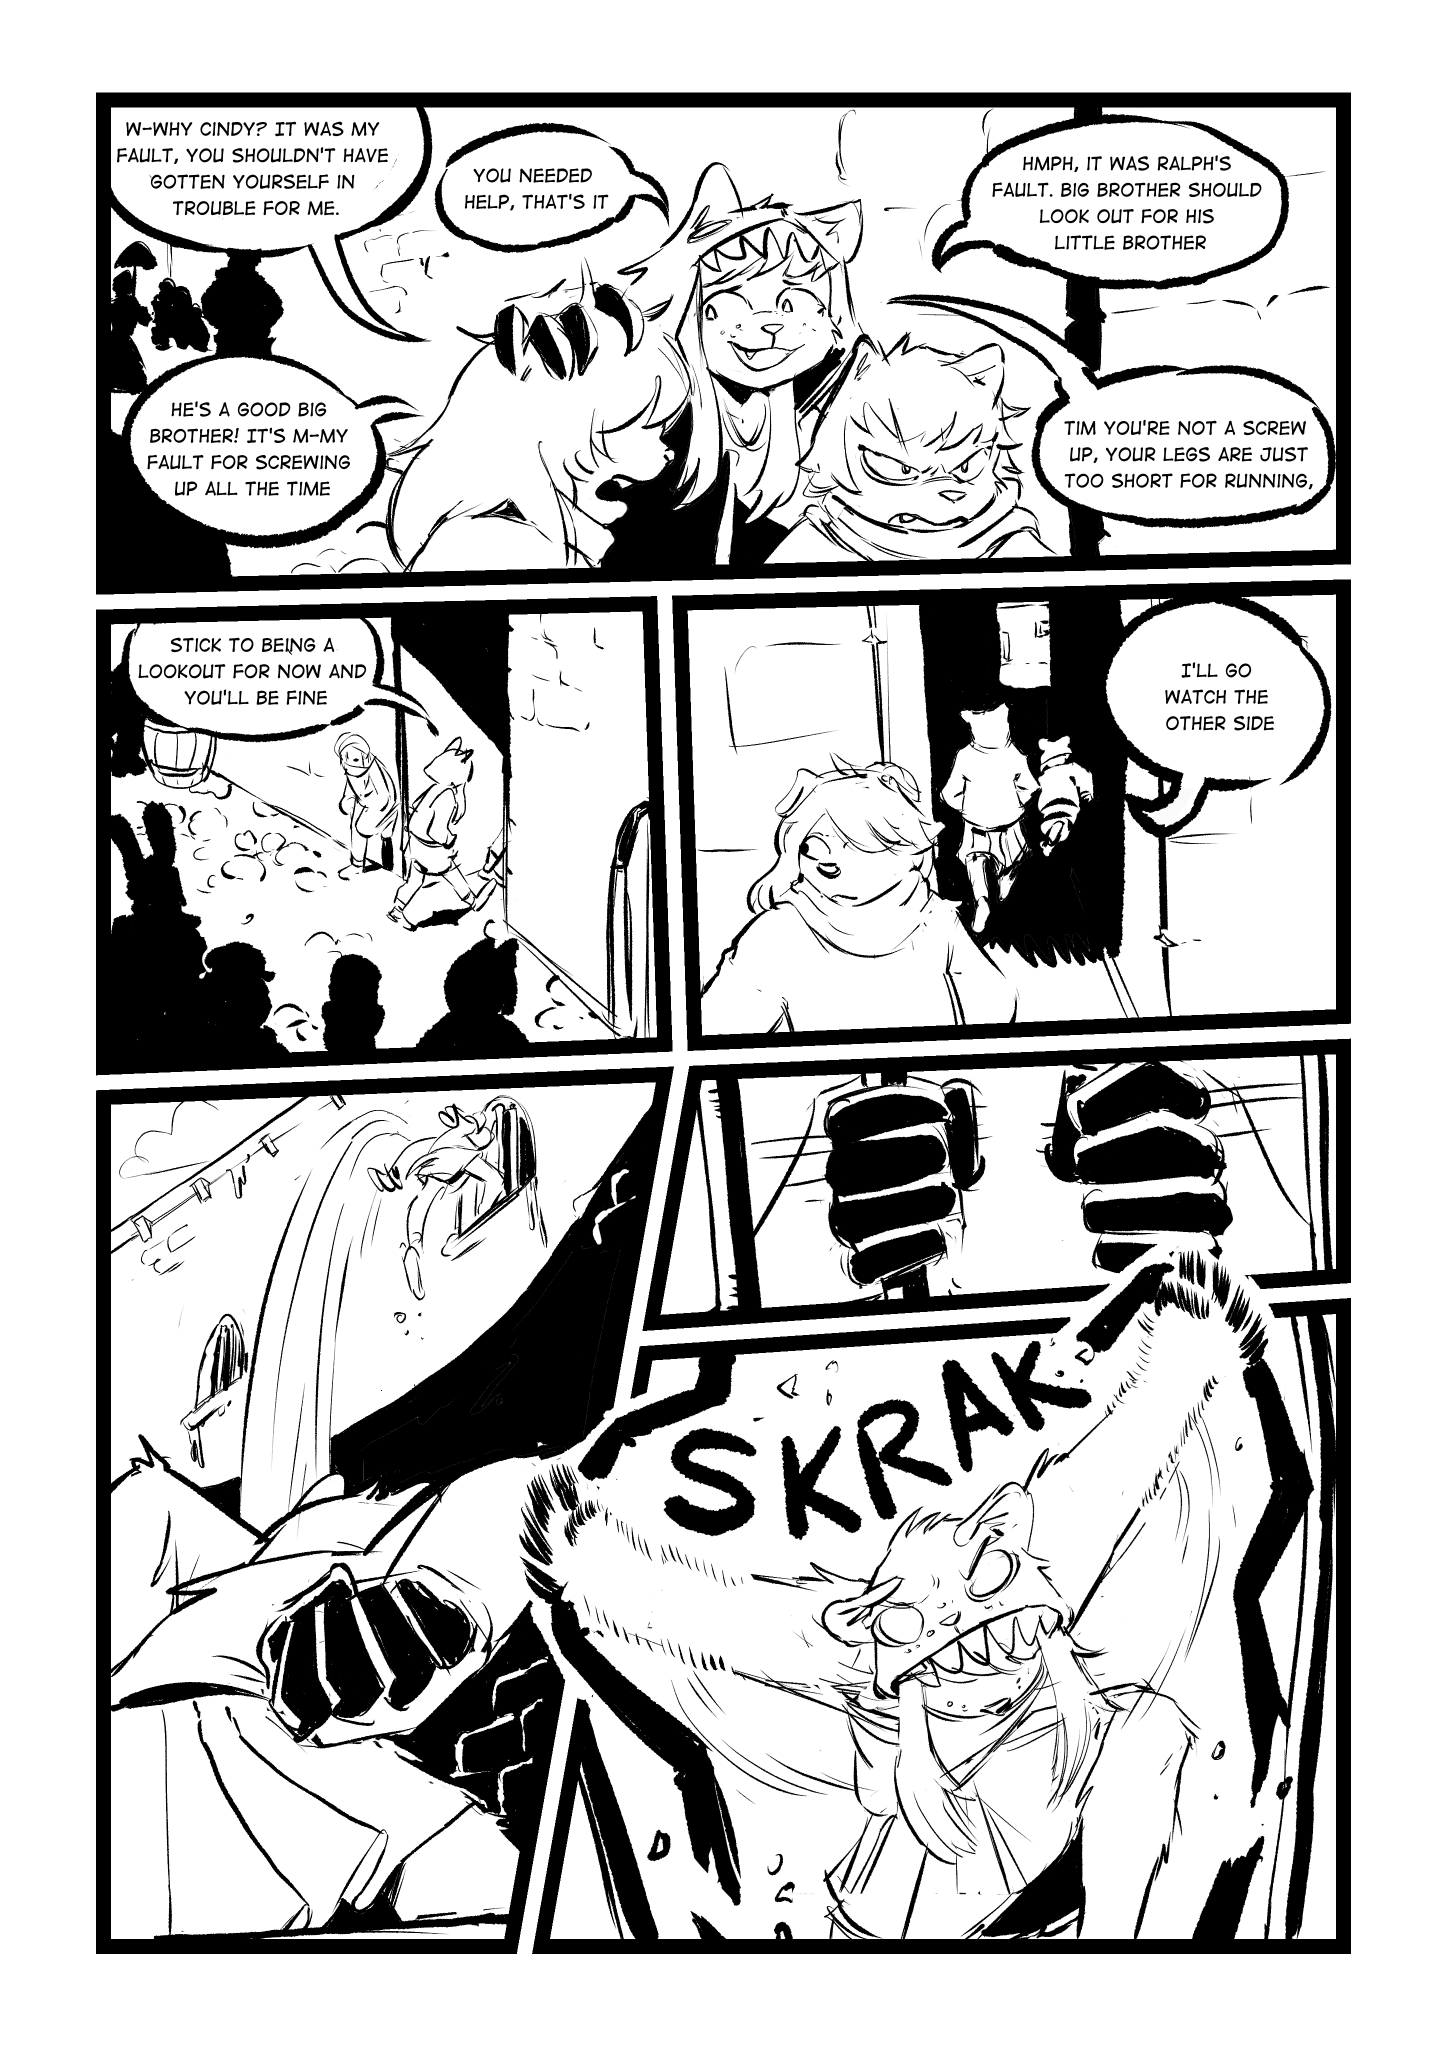 W-WHY CINDY? IT WAS MY
FAULT, YOU SHOULDN'T HAVE
GOTTEN YOURSELF IN
TROUBLE FOR ME.
YOU NEEDED
HELP, THAT'S IT
HMPH, IT WAS RALPH'S
FAULT. BIG BROTHER SHOULD
LOOK OUT FOR HIS
LITTLE BROTHER
HE'S A GOOD BIG
BROTHER! IT'S M-MY
FAULT FOR SCREWING
UP ALL THE TIME
TIM YOU'RE NOT A SCREW
UP, YOUR LEGS ARE JUST
TOO SHORT FOR RUNNING,
STICK TO BEING A
LOOKOUT FOR NOW AND
YOU'LL BE FINE
I'LL GO
WATCH THE
OTHER SIDE
SKRAK